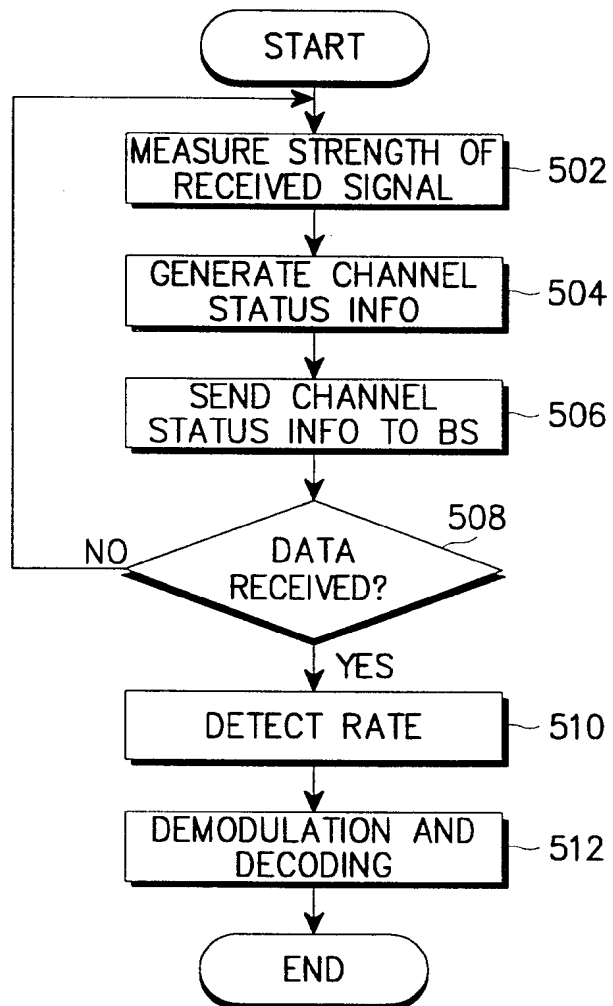 START
MEASURE STRENGTH OF
RECEIVED SIGNAL
502
GENERATE CHANNEL
STATUS INFO
504
SEND CHANNEL
STATUS INFO TO BS
506
508
NO
DATA
RECEIVED?
YES
DETECT RATE
510
DEMODULATION AND
DECODING
512
END